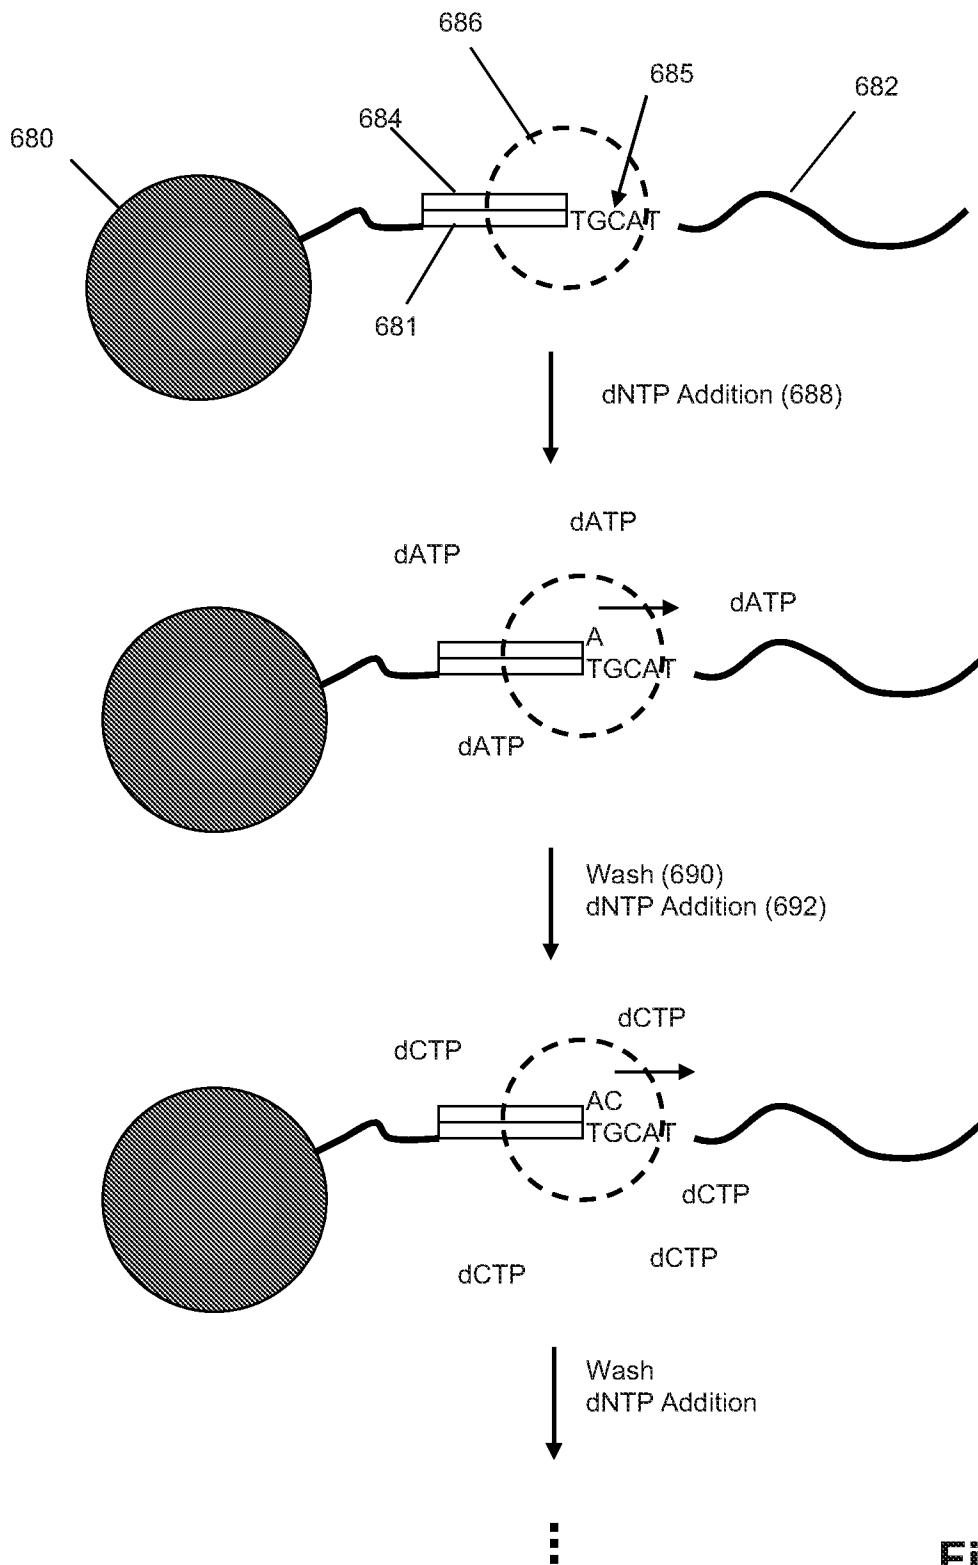 686
685
682
684
680
TGCAT
681
dNTP Addition (688)
dATP
dATP
dATP
A
TGCAT
dATP
Wash (690)
dNTP Addition (692)
dCTP
dCTP
AC
TGCAT
dCTP
dCTP
dCTP
Wash
dNTP Addition